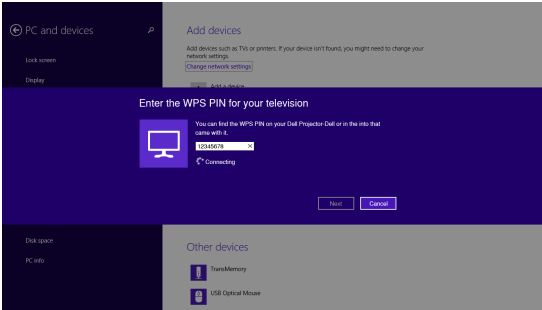 PC and devices
Lock screen
Display
Add devices
Add devices such as TVs or printers. If your device isn't found, you might need to change your
network settings.
Change network settings
Add a device
Enter the WPS PIN for your television
You can find the WPS PIN on your Dell Projector-Dell or in the into that
came with it.
12345678
Connecting
Next
Cancel
Disk space
PC info
Other devices
TransMemory
USB Optical Mouse